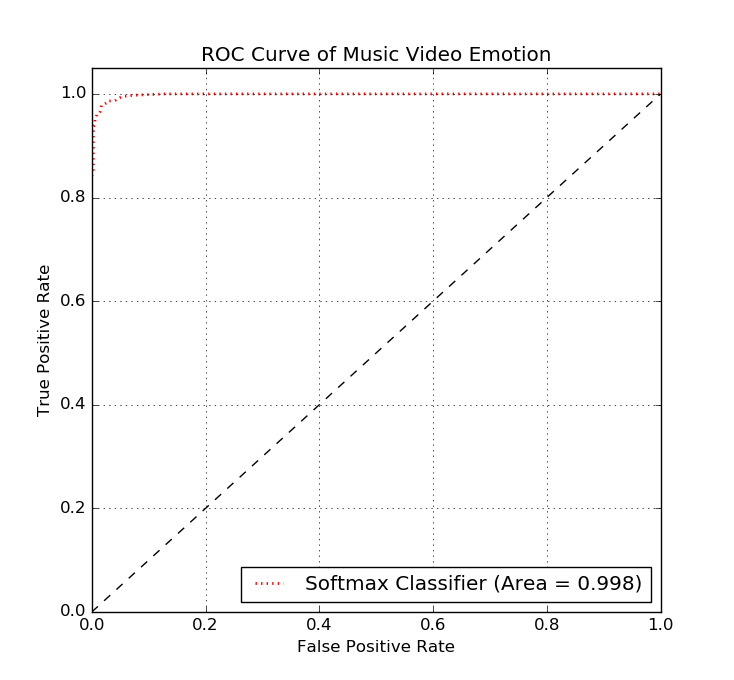 ROC Curve of Music Video Emotion
1.0
0.8
0.6
0.4
0.2
0.0
True Positive Rate
Softmax Classifier (Area = 0.998)
0.0 0.2 0.4 0.6 0.8 1.0
False Positive Rate